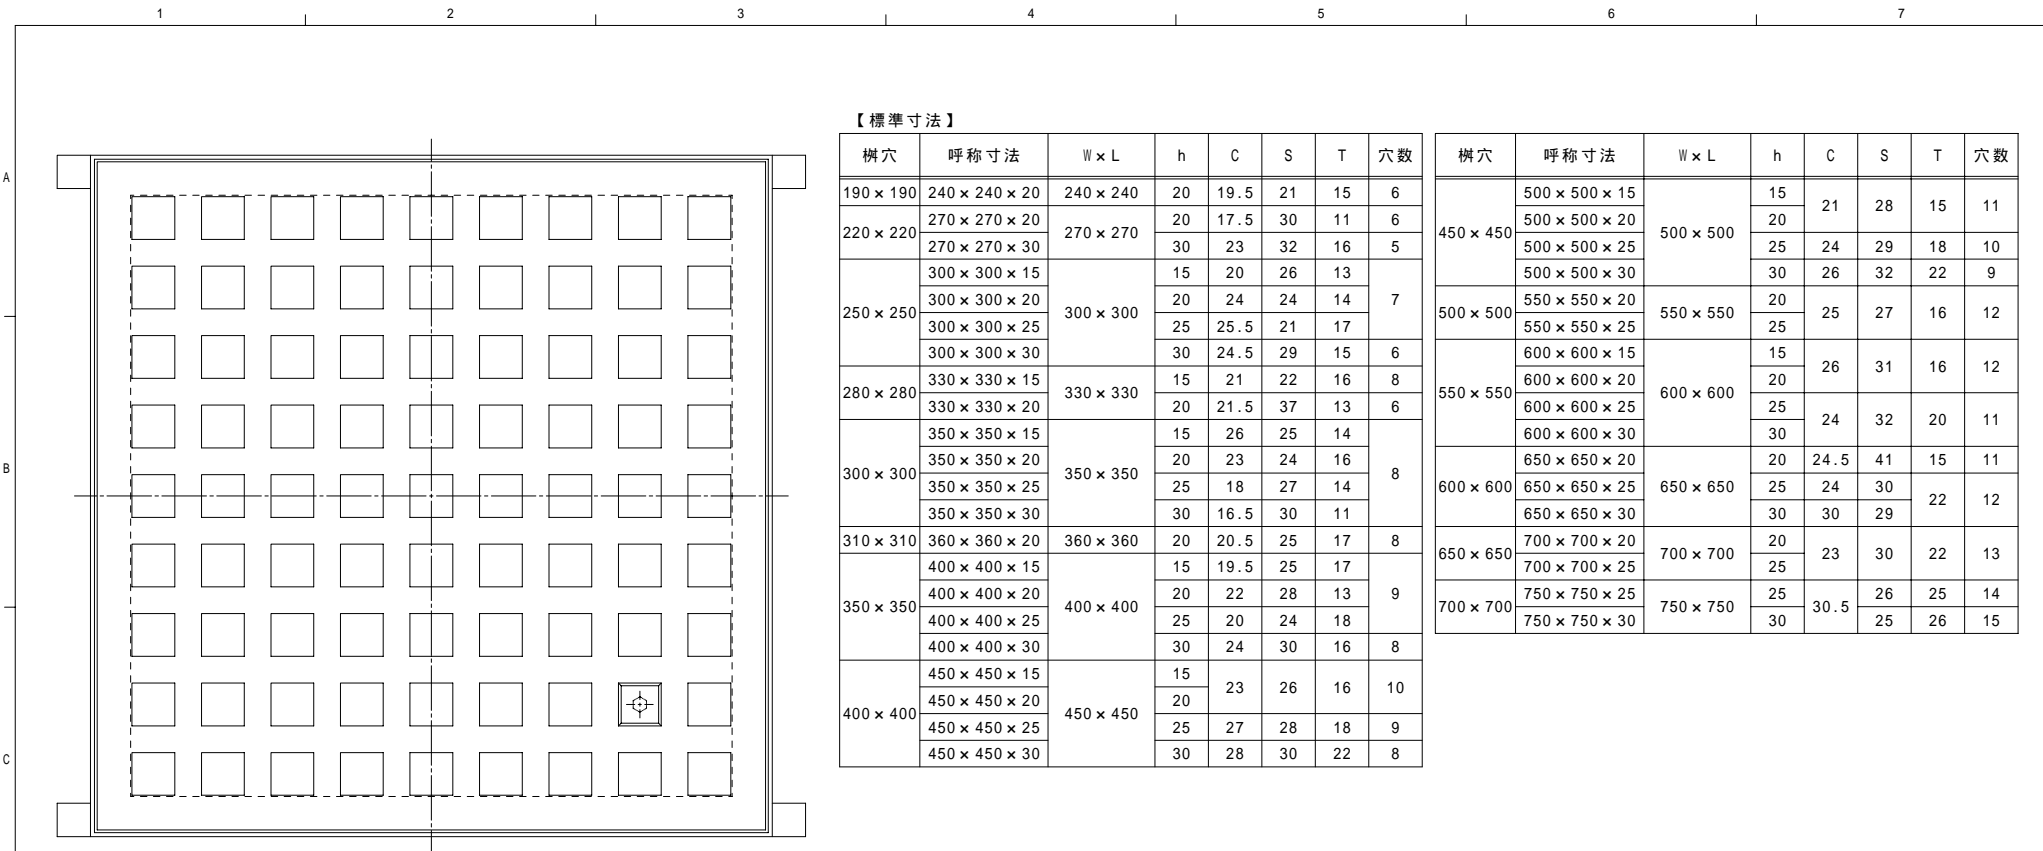 1 2 3 4 5 6 7
A
B
C
【標準寸法】
桝穴 呼称寸法 W×L h C S T 穴数
190×190 240×240×20 240×240 20 19.5 21 15 6
220×220 270×270×20 270×270 20 17.5 30 11 6
270×270×30 30 23 32 16 5
250×250 300×300×15 300×300 15 20 26 13 7
300×300×20 20 24 24 14
300×300×25 25 25.5 21 17
300×300×30 30 24.5 29 15 6
280×280 330×330×15 330×330 15 21 22 16 8
330×330×20 20 21.5 37 13 6
300×300 350×350×15 350×350 15 26 25 14 8
350×350×20 20 23 24 16
350×350×25 25 18 27 14
350×350×30 30 16.5 30 11
310×310 360×360×20 360×360 20 20.5 25 17 8
350×350 400×400×15 400×400 15 19.5 25 17 9
400×400×20 20 22 28 13
400×400×25 25 20 24 18
400×400×30 30 24 30 16 8
400×400 450×450×15 450×450 15 23 26 16 10
450×450×20 20
450×450×25 25 27 28 18 9
450×450×30 30 28 30 22 8
桝穴 呼称寸法 W×L h C S T 穴数
450×450 500×500×15 500×500 15 21 28 15 11
500×500×20 20
500×500×25 25 24 29 18 10
500×500×30 30 26 32 22 9
500×500 550×550×20 550×550 20 25 27 16 12
550×550×25 25
550×550 600×600×15 600×600 15 26 31 16 12
600×600×20 20
600×600×25 25 24 32 20 11
600×600×30 30
600×600 650×650×20 650×650 20 24.5 41 15 11
650×650×25 25 24 30 22 12
650×650×30 30 30 29
650×650 700×700×20 700×700 20 23 30 22 13
700×700×25 25
700×700 750×750×25 750×750 25 30.5 26 25 14
750×750×30 30 25 26 15